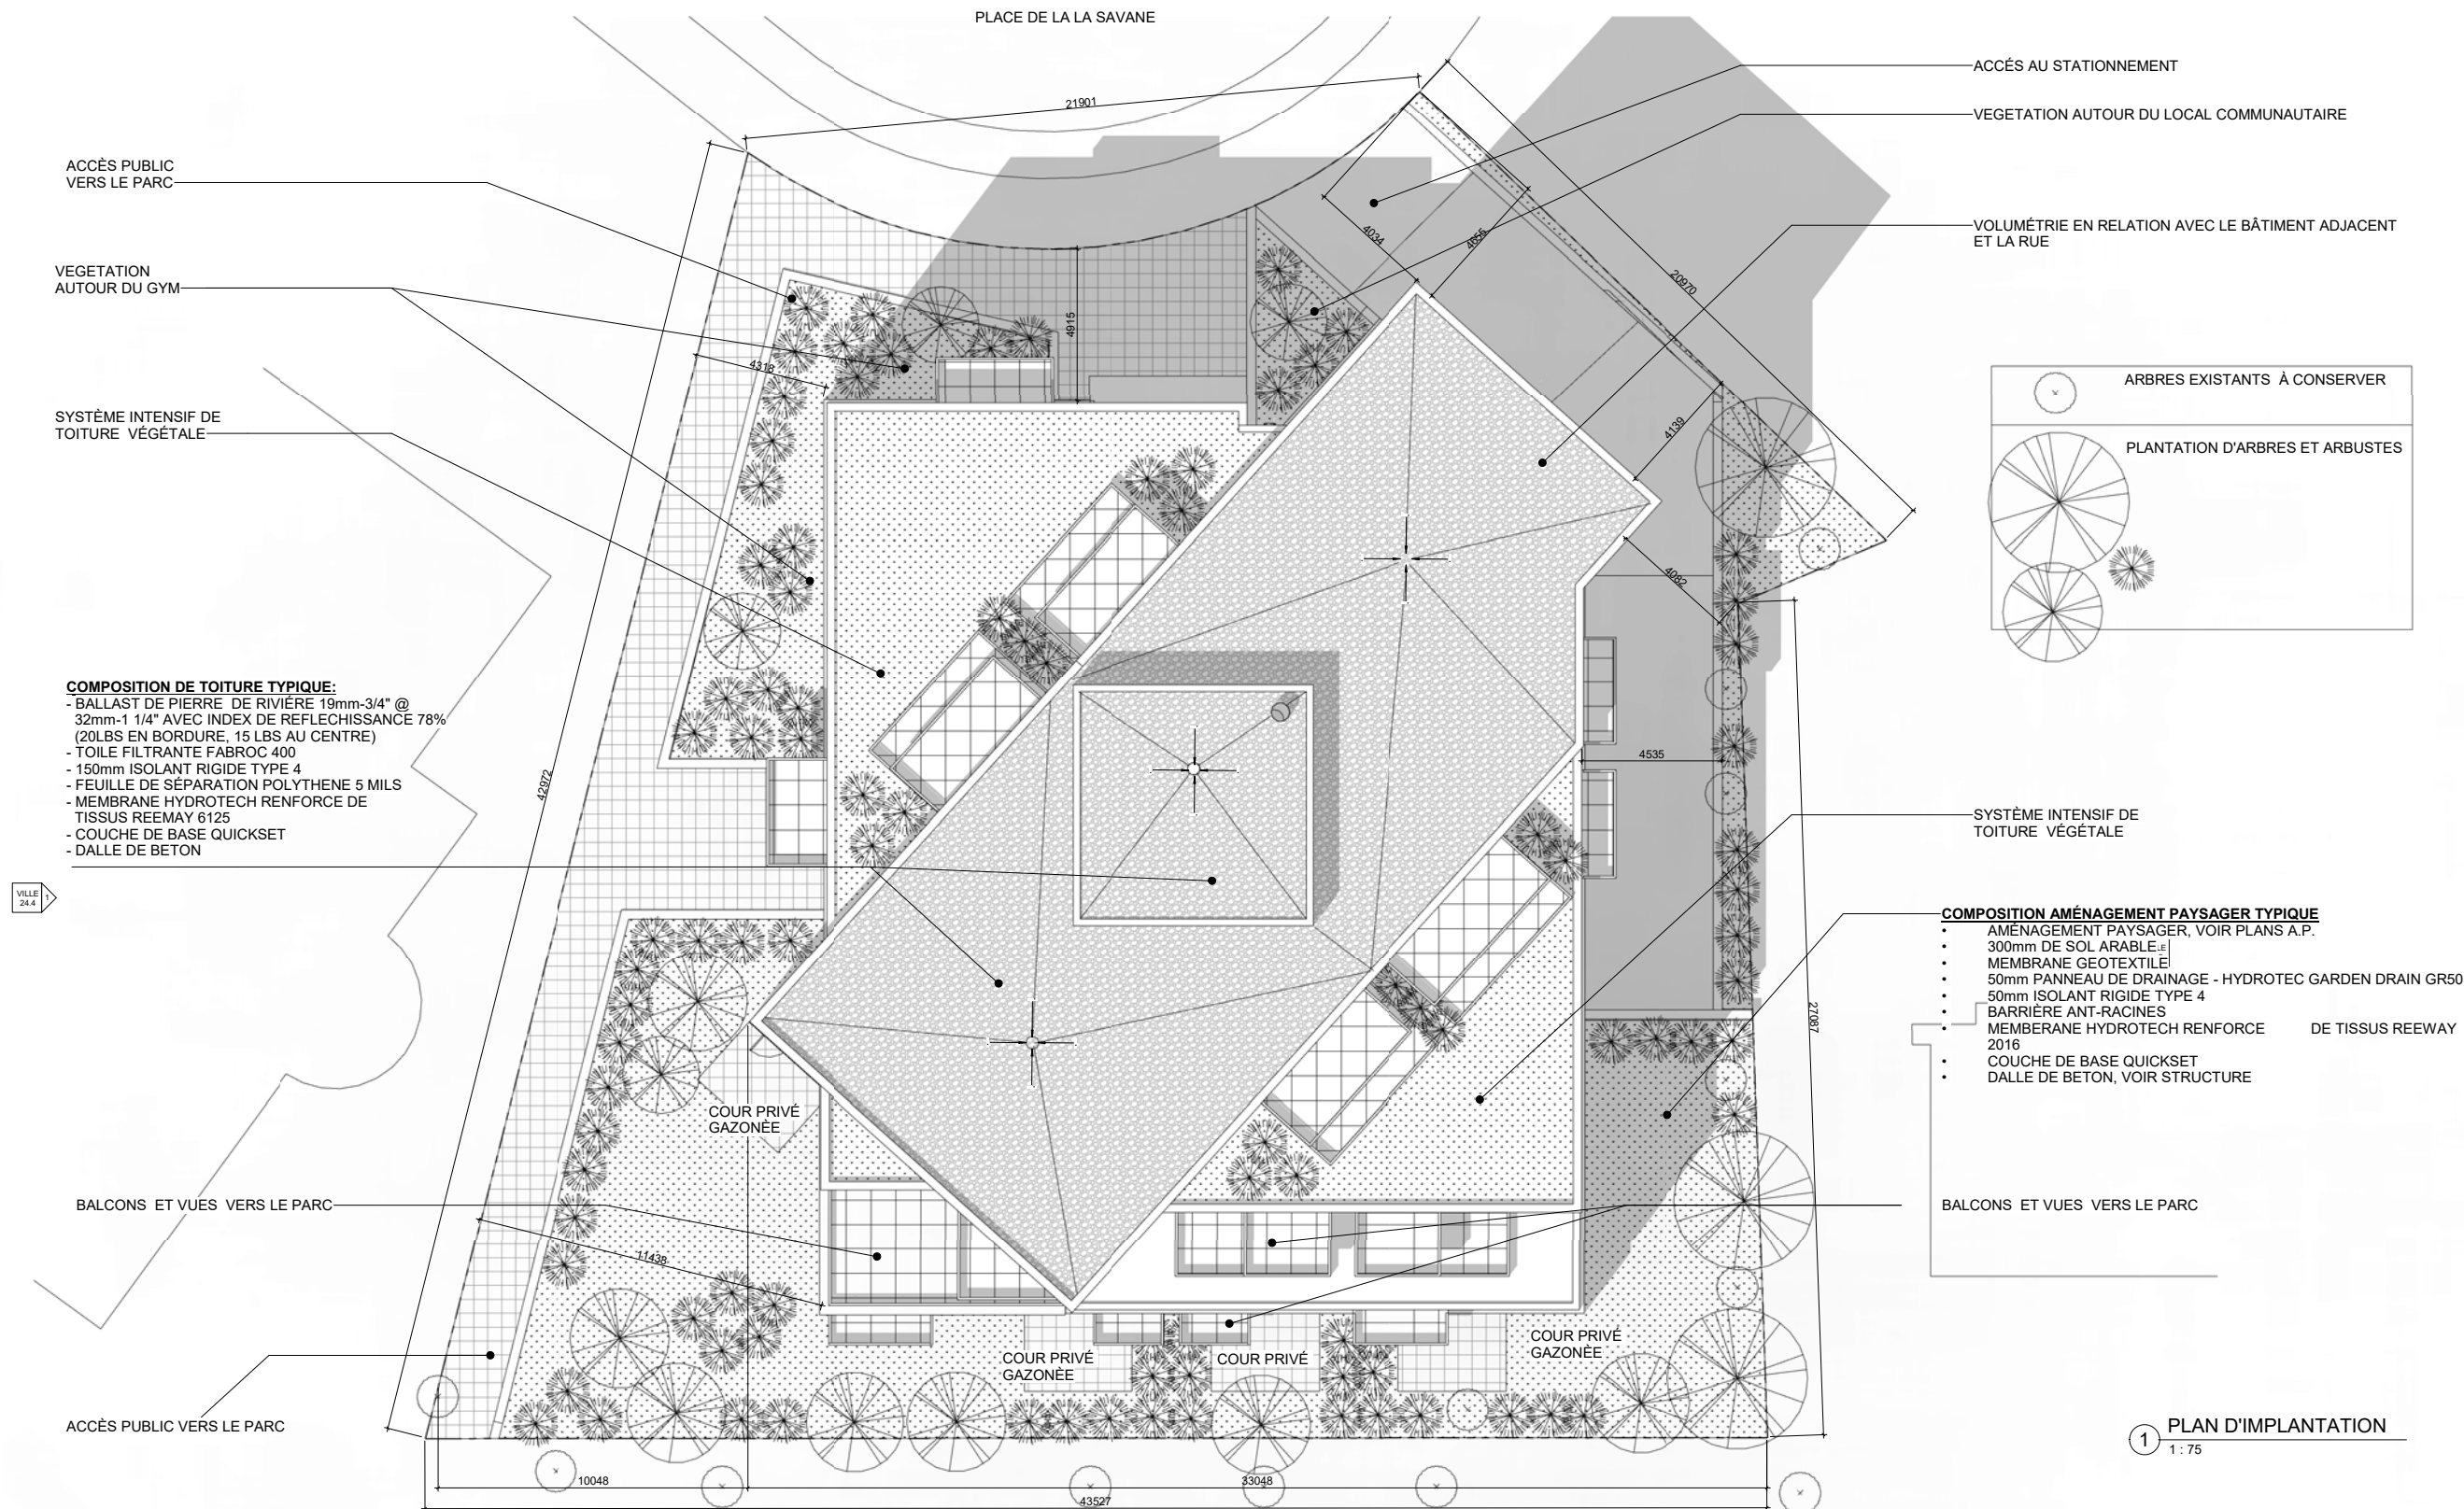 PLACE DE LA LA SAVANE
21901
ACCÈS PUBLIC
VERS LE PARC
VEGETATION
AUTOUR DU GYM
SYSTÈME INTENSIF DE
TOITURE VÉGÉTALE
COMPOSITION DE TOITURE TYPIQUE:
- BALLAST DE PIERRE DE RIVIÉRE 19mm-3/4" @
32mm-1 1/4" AVEC INDEX DE REFLECHISSANCE 78%
(20LBS EN BORDURE, 15 LBS AU CENTRE)
- TOILE FILTRANTE FABROC 400
- 150mm ISOLANT RIGIDE TYPE 4
- FEUILLE DE SÉPARATION POLYTHENE 5 MILS
- MEMBRANE HYDROTECH RENFORCE DE
TISSUS REEMAY 6125
- COUCHE DE BASE QUICKSET
- DALLE DE BETON
VILLE
24.4
1
BALCONS ET VUES VERS LE PARC
ACCÈS PUBLIC VERS LE PARC
42972
4318
4915
4034
4655
20970
4139
4082
4535
27087
11438
COUR PRIVÉ
GAZONÈE
COUR PRIVÉ
GAZONÈE
COUR PRIVÉ
COUR PRIVÉ
GAZONÈE
10048
33048
43527
ACCÉS AU STATIONNEMENT
VEGETATION AUTOUR DU LOCAL COMMUNAUTAIRE
VOLUMÉTRIE EN RELATION AVEC LE BÂTIMENT ADJACENT
ET LA RUE
ARBRES EXISTANTS À CONSERVER
PLANTATION D'ARBRES ET ARBUSTES
SYSTÈME INTENSIF DE
TOITURE VÉGÉTALE
COMPOSITION AMÉNAGEMENT PAYSAGER TYPIQUE
• AMÉNAGEMENT PAYSAGER, VOIR PLANS A.P.
• 300mm DE SOL ARABLE
• MEMBRANE GEOTEXTILE
• 50mm PANNEAU DE DRAINAGE - HYDROTEC GARDEN DRAIN GR50
• 50mm ISOLANT RIGIDE TYPE 4
• BARRIÈRE ANT-RACINES
• MEMBERANE HYDROTECH RENFORCE DE TISSUS REEWAY
2016
• COUCHE DE BASE QUICKSET
• DALLE DE BETON, VOIR STRUCTURE
BALCONS ET VUES VERS LE PARC
1 PLAN D'IMPLANTATION
1 : 75